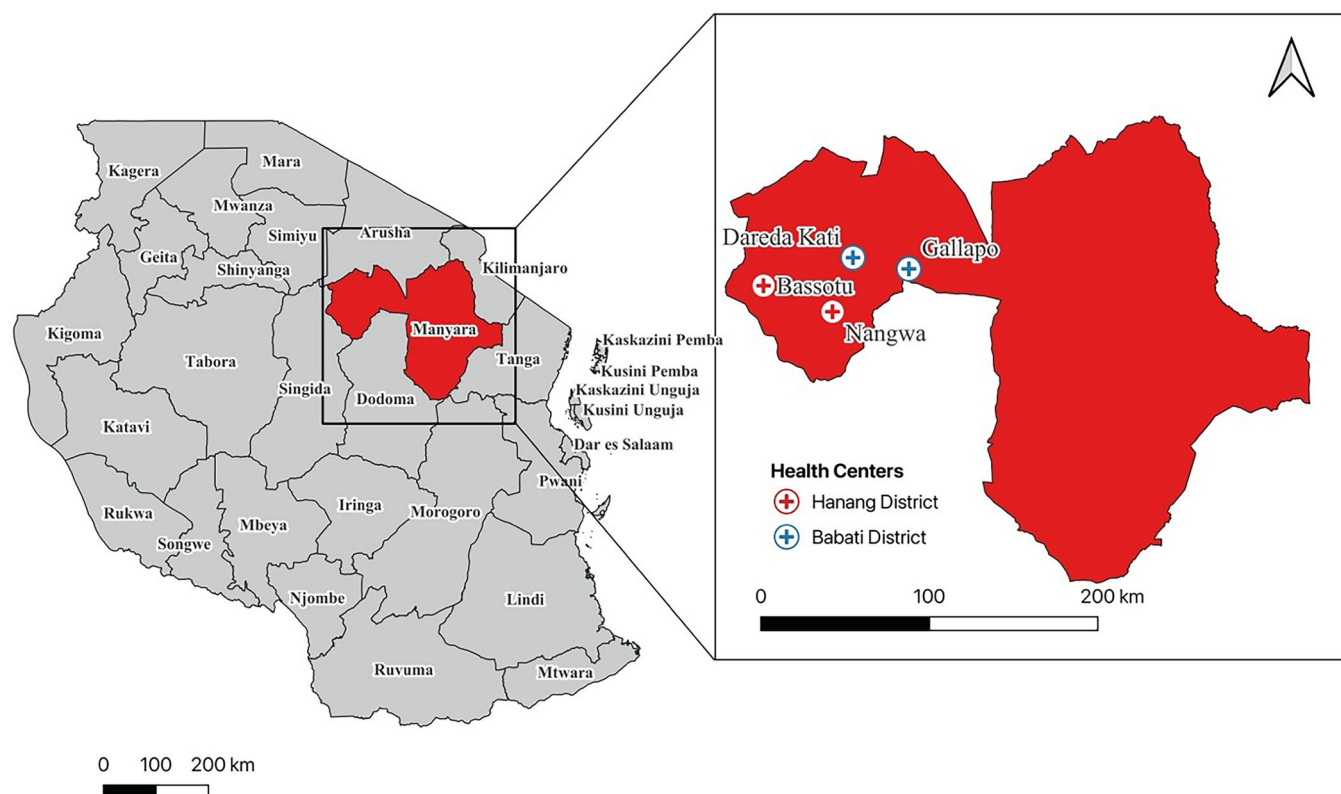 Kagera
Mara
Mwanza
Simiyu
Arusha
Geita
Shinyanga
Kilimanjaro
Kigoma
Tabora
Manyara
Singida
Dodoma
Tanga
Kaskazini Pemba
Kusini Pemba
Kaskazini Unguja
Kusini Unguja
Katavi
Dar es Salaam
Pwani
Rukwa
Songwe
Mbeya
Iringa
Morogoro
Njombe
Lindi
Ruvuma
Mtwara
0 100 200 km
Dareda Kati
Gallapo
Bassotu
Nangwa
Health Centers
Hanang District
Babati District
0 100 200 km